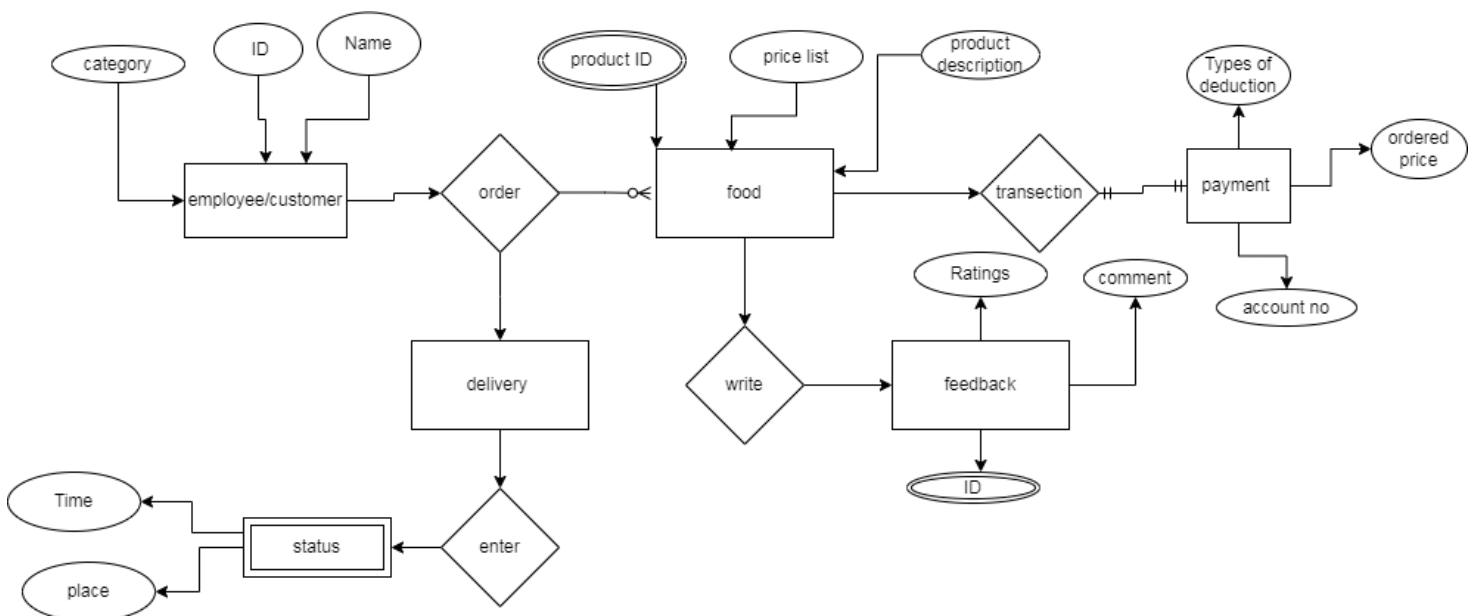 category
ID
Name
product ID
price list
product
description
Types of
deduction
ordered
price
employee/customer
order
food
transection
payment
Ratings
comment
account no
delivery
write
feedback
ID
Time
status
enter
place